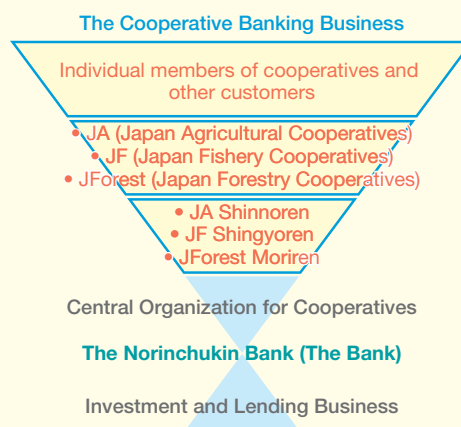 The Cooperative Banking Business
Individual members of cooperatives and
other customers
• JA (Japan Agricultural Cooperatives)
• JF (Japan Fishery Cooperatives)
• JForest (Japan Forestry Cooperatives)
• JA Shinnoren
• JF Shingyoren
• JForest Moriren
Central Organization for Cooperatives
The Norinchukin Bank (The Bank)
Investment and Lending Business